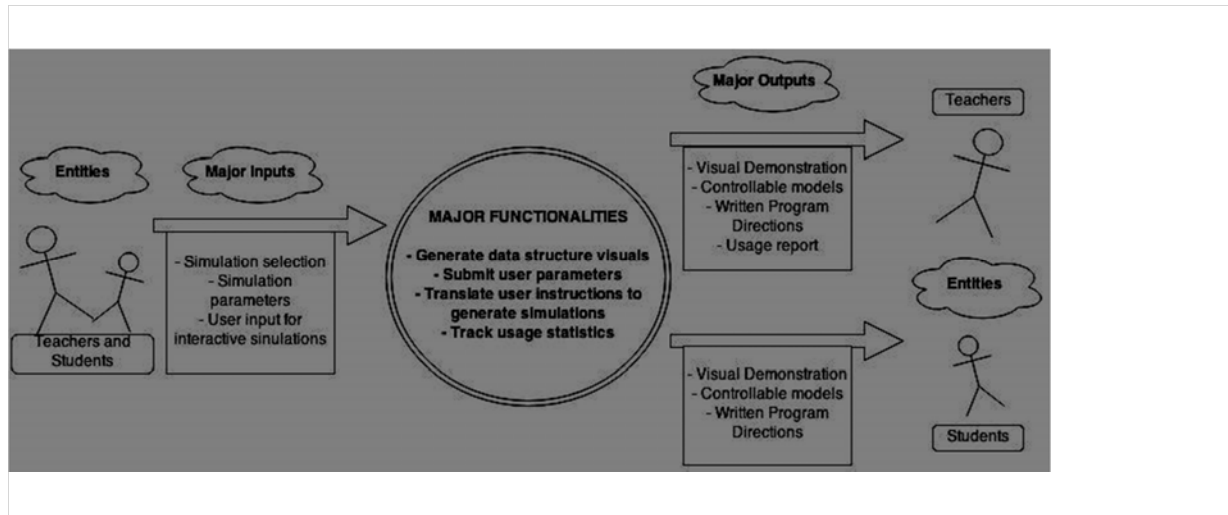 Entities
Teachers and
Students
Major Inputs
- Simulation selection
- Simulation
parameters
- User input for
interactive sinulations
MAJOR FUNCTIONALITIES
- Generate data structure visuals
- Submit user parameters
- Translate user instructions to
generate simulations
- Track usage statistics
Major Outputs
- Visual Demonstration
- Controllable models
- Written Program
Directions
- Usage report
Teachers
Entities
- Visual Demonstration
- Controllable models
- Written Program
Directions
Students